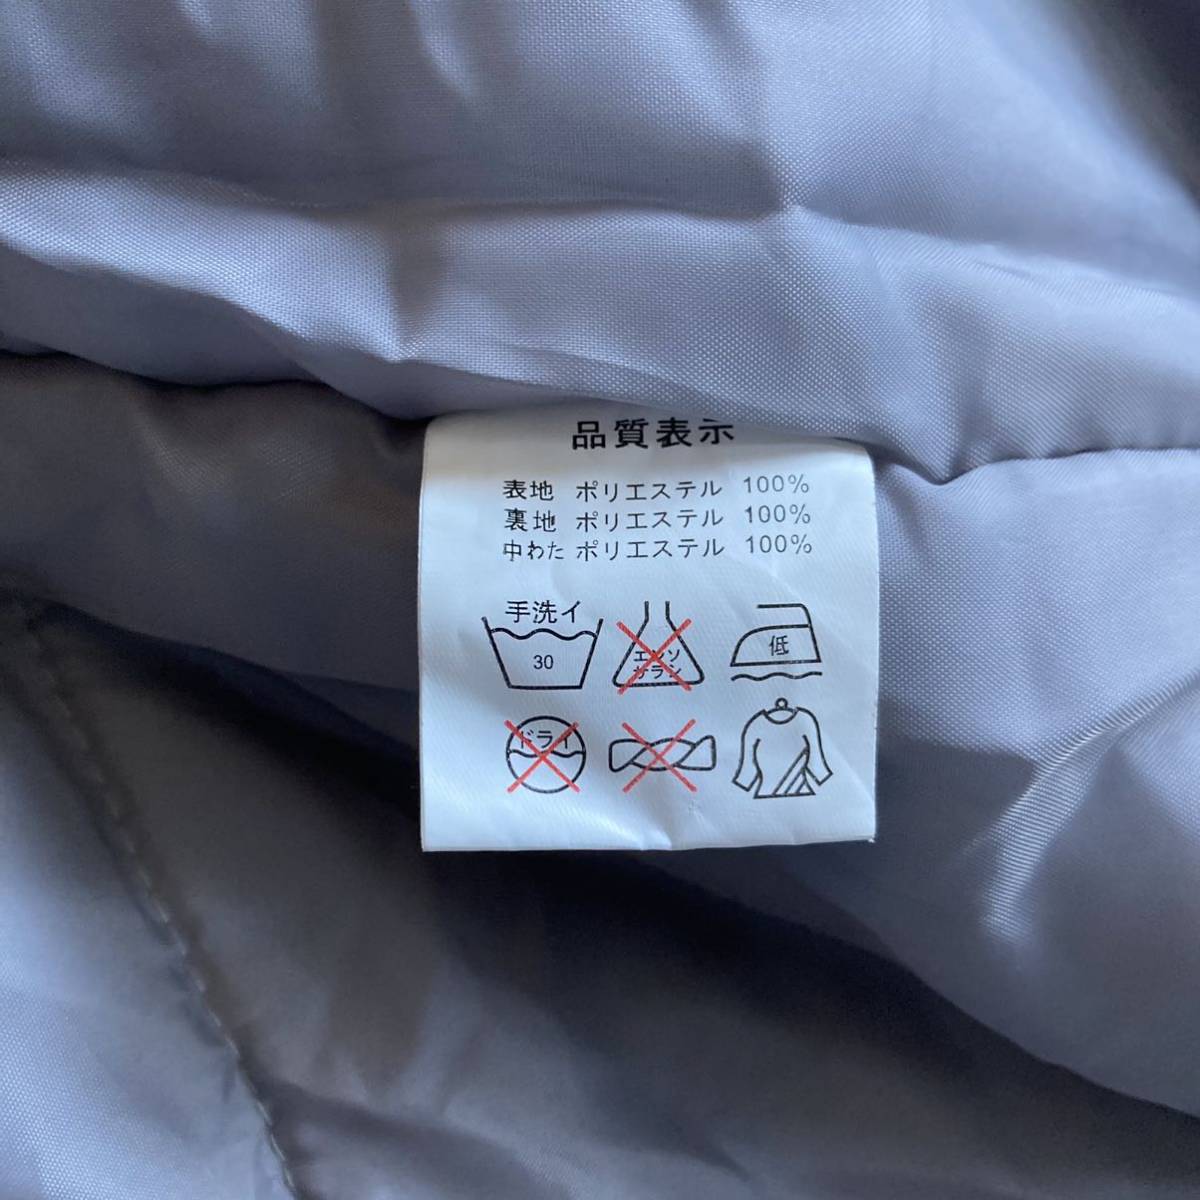 品質表示
表地 ポリエステル 100%
裏地 ポリエステル 100%
中わた ポリエステル 100%
手洗イ
30
エンソ
サラシ
低
ドライ